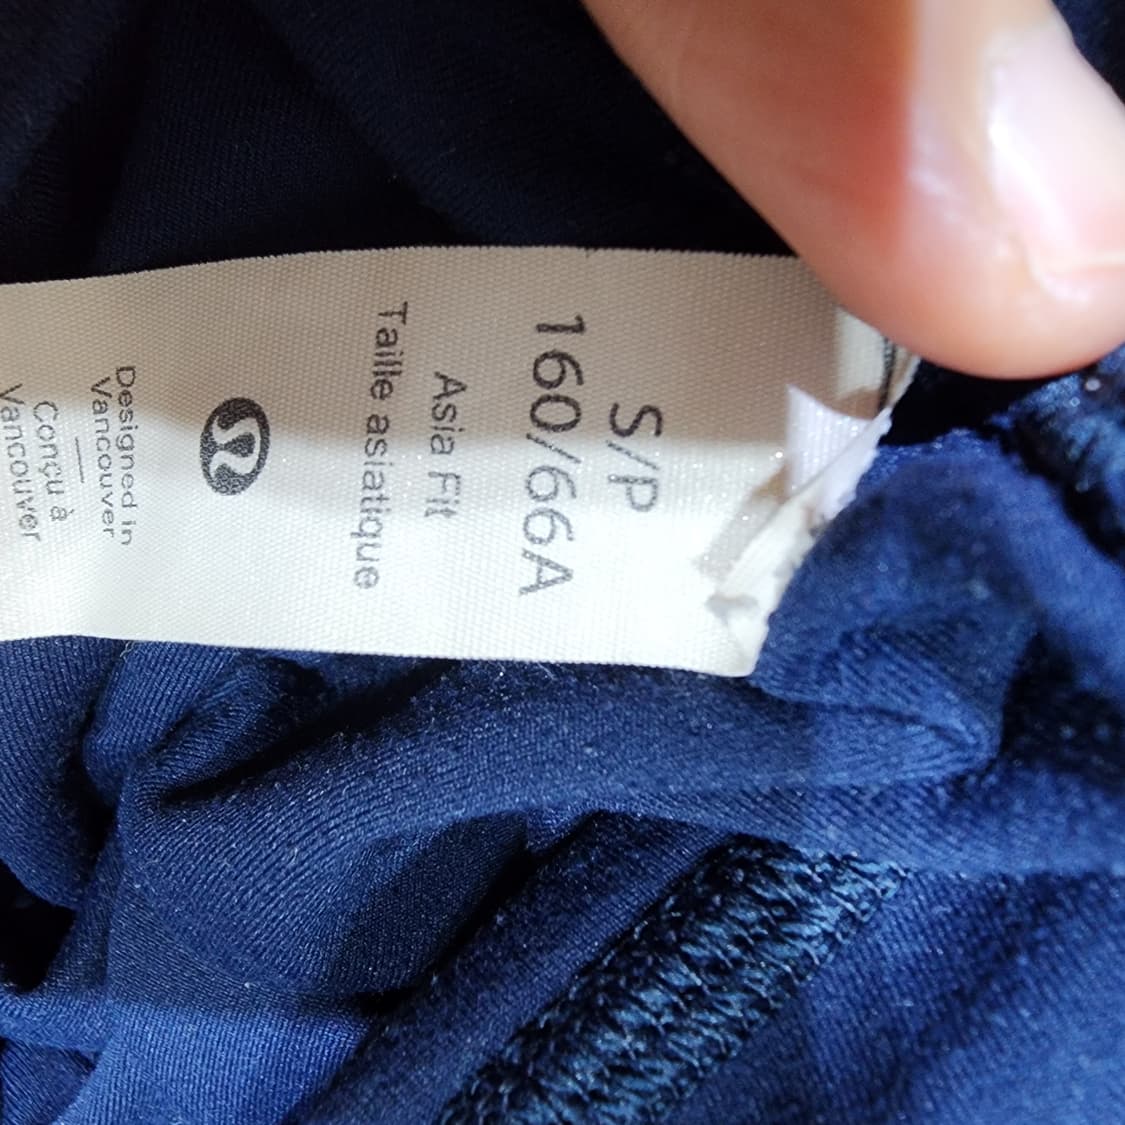 S/P
160/66A
Asia Fit
Taille asiatique
Designed in
Vancouver
Conçu à
Vancouver